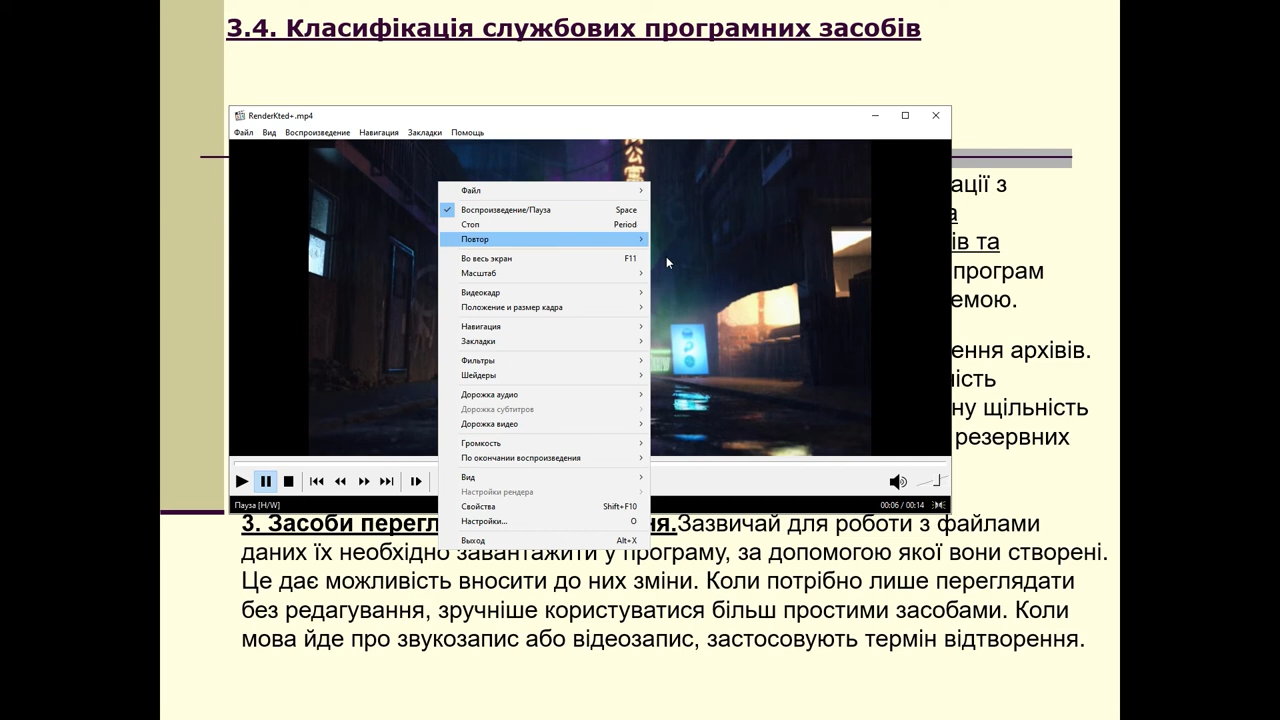 3.4. Класифікація службових програмних засобів
RenderKted+.mp4
Файл Вид Воспроизведение Навигация Закладки Помощь
公
Файл
Воспроизведение/Пауза Space
Стоп Period
Повтор
Во весь экран F11
Масштаб
Видеокадр
Положение и размер кадра
Навигация
Закладки
Фильтры
Шейдеры
Дорожка аудио
Дорожка субтитров
Дорожка видео
Громкость
По окончании воспроизведения
Вид
Настройки рендера
Свойства Shift+F10
Настройки... O
Выход Alt+X
Пауза [H/W] 00:06 / 00:14
ації з
а
ів та
програм
емою.
ення архівів.
ість
ну щільність
резервних
3. Засоби перегл я.Зазвичай для роботи з файлами
даних їх необхідно завантажити у програму, за допомогою якої вони створені.
Це дає можливість вносити до них зміни. Коли потрібно лише переглядати
без редагування, зручніше користуватися більш простими засобами. Коли
мова йде про звукозапис або відеозапис, застосовують термін відтворення.